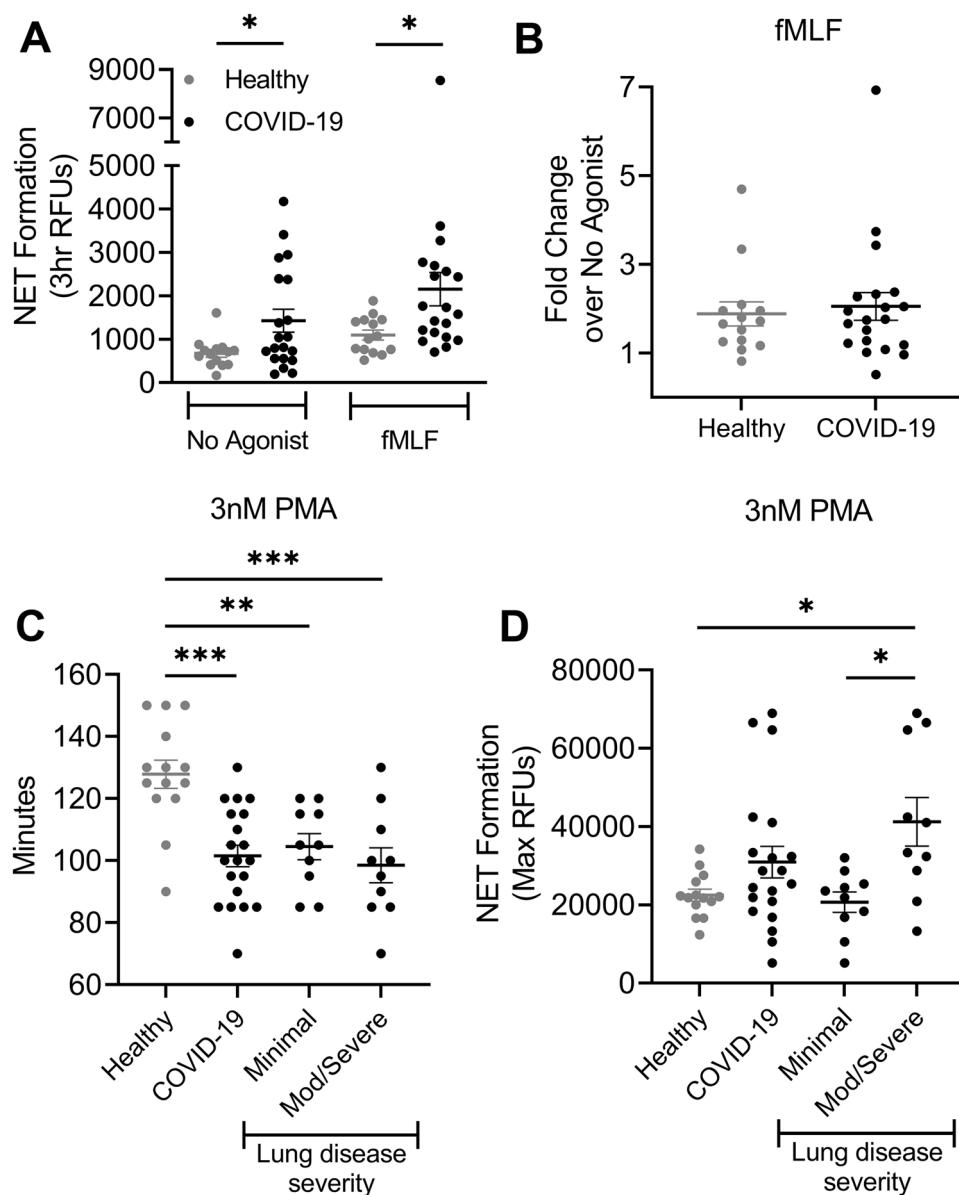 A
*
*
Healthy
COVID-19
NET Formation
(3hr RFUs)
9000
7000
5000
4000
3000
2000
1000
0
No Agonist
fMLF
B
fMLF
Fold Change
over No Agonist
7
5
3
1
Healthy
COVID-19
C
3nM PMA
***
**
***
Minutes
160
140
120
100
80
60
Healthy
COVID-19
Minimal
Mod/Severe
Lung disease
severity
D
3nM PMA
*
*
NET Formation
(Max RFUs)
80000
60000
40000
20000
0
Healthy
COVID-19
Minimal
Mod/Severe
Lung disease
severity